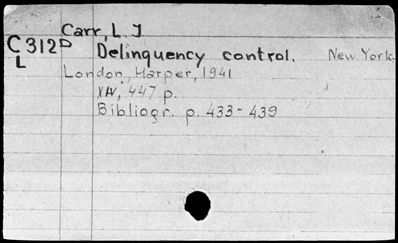 Carr, L. J
C312D Delinquency control. New York.
L London, Harper, 1941
XIV, 447 p.
Bibliogr. p. 433-439